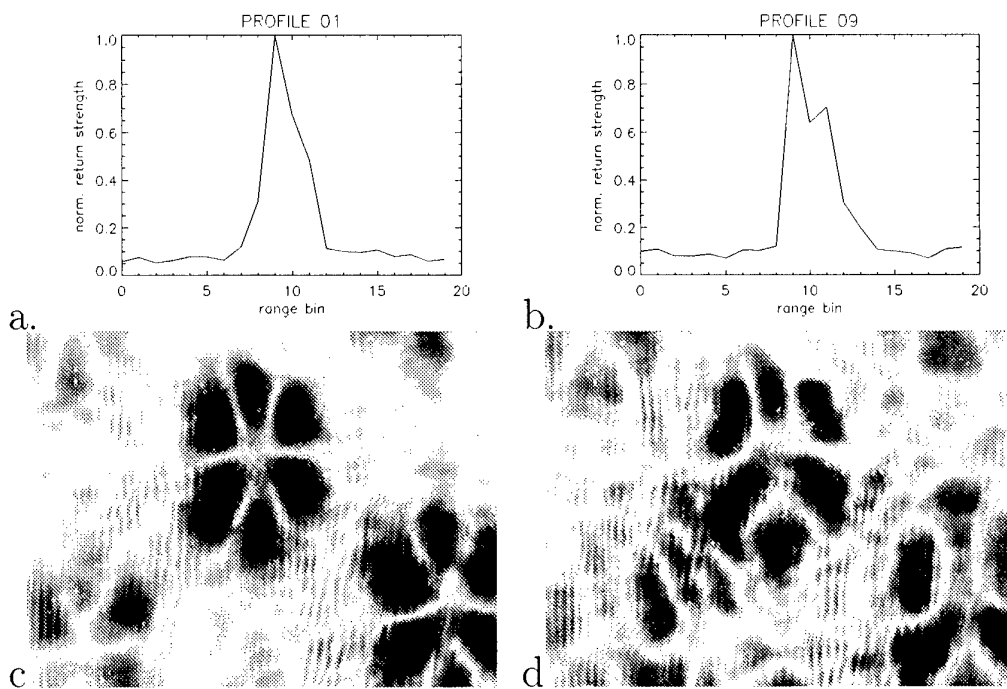 PROFILE 01
1.0
0.8
0.6
0.4
0.2
0.0
norm. return strength
0 5 10 15 20
range bin
a.
PROFILE 09
1.0
0.8
0.6
0.4
0.2
0.0
norm. return strength
0 5 10 15 20
range bin
b.
c
d